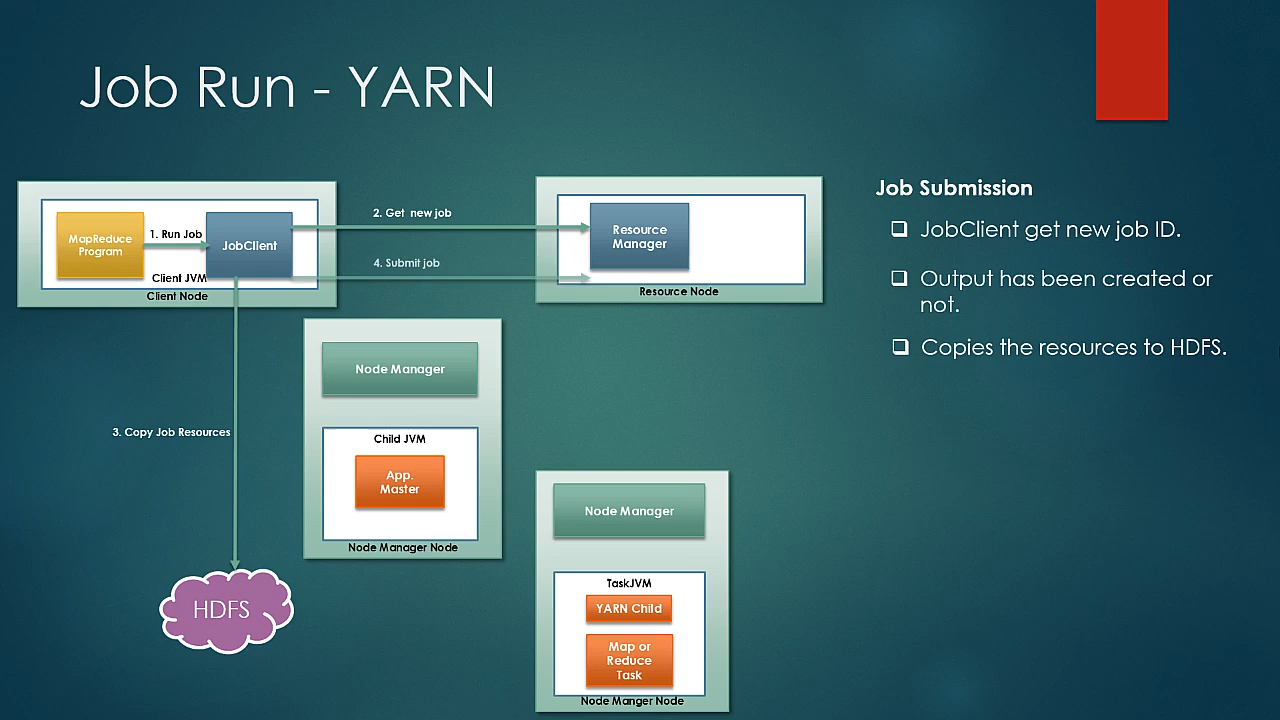 Job Run - YARN
MapReduce
Program
1. Run Job
JobClient
Client JVM
Client Node
2. Get  new job
4. Submit job
Resource
Manager
Resource Node
Job Submission
❑ JobClient get new job ID.
❑ Output has been created or
not.
❑ Copies the resources to HDFS.
Node Manager
Child JVM
App.
Master
Node Manager Node
3. Copy Job Resources
HDFS
Node Manager
TaskJVM
YARN Child
Map or
Reduce
Task
Node Manger Node